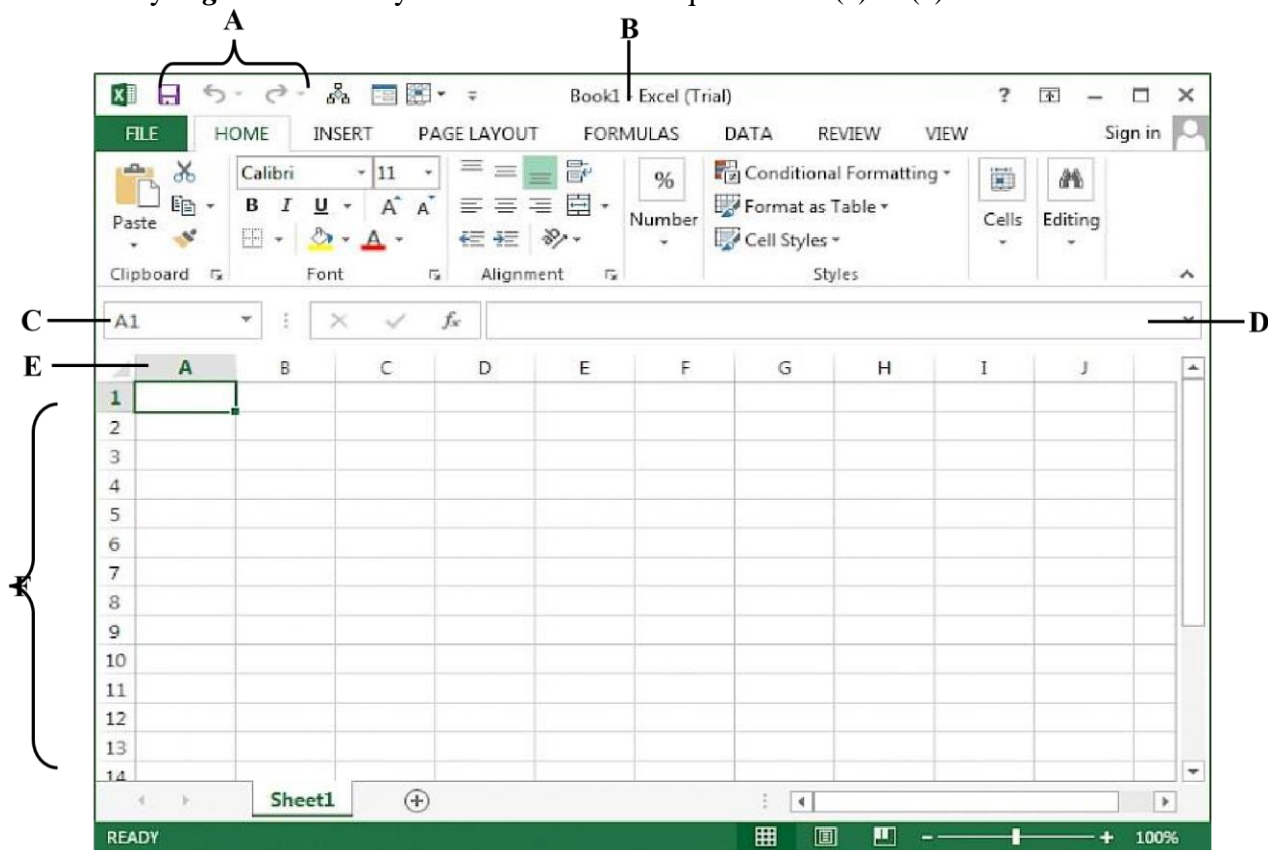 A
B
Book1 - Excel (Trial)
?
FILE HOME INSERT PAGE LAYOUT FORMULAS DATA REVIEW VIEW Sign in
Calibri 11
B I U A A
% Number
Conditional Formatting
Format as Table
Cell Styles
Paste
A
Cells Editing
Clipboard Font Alignment Styles
C A1 fx D
E A B C D E F G H I J
1
2
3
4
5
6
7
F
8
9
10
11
12
13
14
Sheet1
READY - + 100%